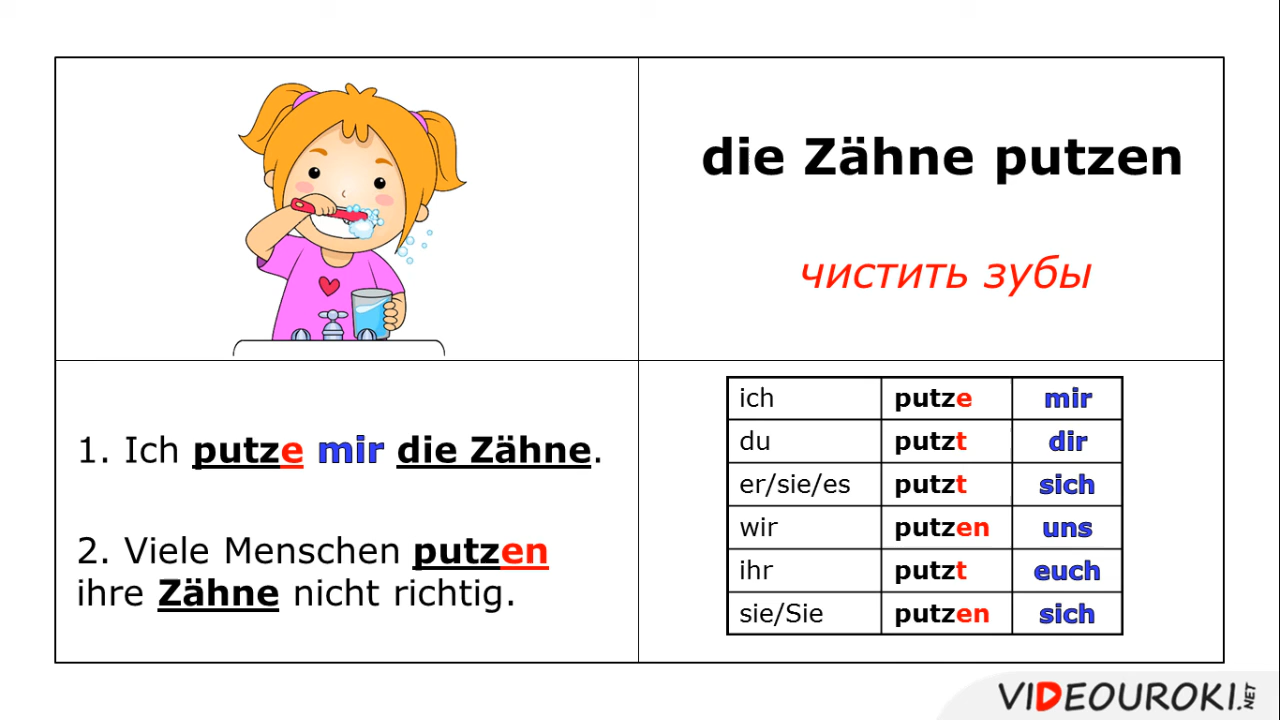 die Zähne putzen
чистить зубы
1. Ich putze mir die Zähne.
2. Viele Menschen putzen
ihre Zähne nicht richtig.
ich putze mir
du putzt dir
er/sie/es putzt sich
wir putzen uns
ihr putzt euch
sie/Sie putzen sich
VIDEOUROKI.NET